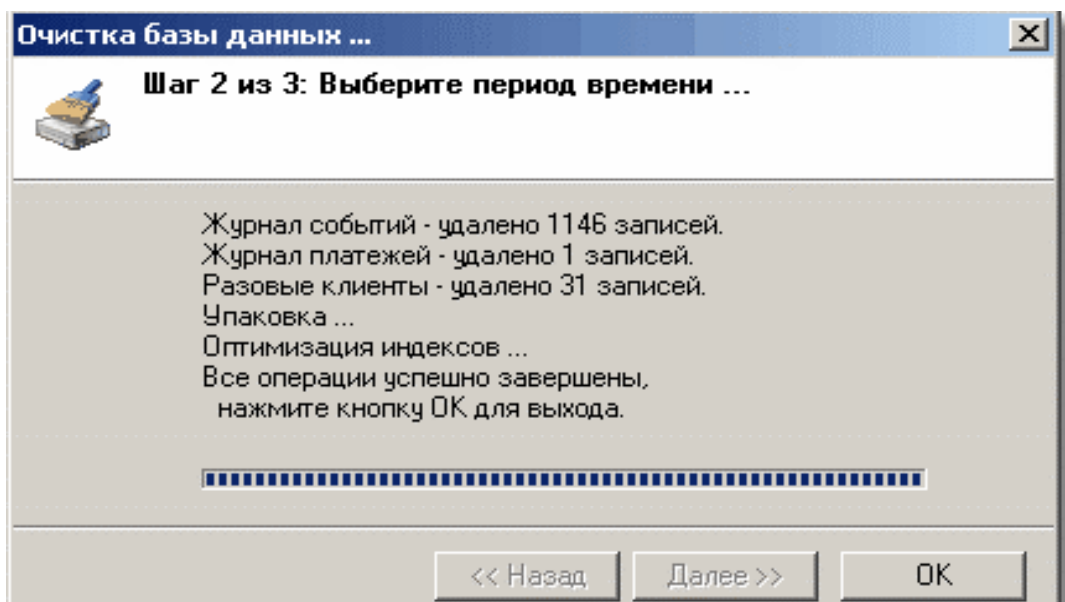 Очистка базы данных ...
Шаг 2 из 3: Выберите период времени ...
Журнал событий - удалено 1146 записей.
Журнал платежей - удалено 1 записей.
Разовые клиенты - удалено 31 записей.
Упаковка ...
Оптимизация индексов ...
Все операции успешно завершены,
нажмите кнопку ОК для выхода.
<< Назад
Далее >>
OK